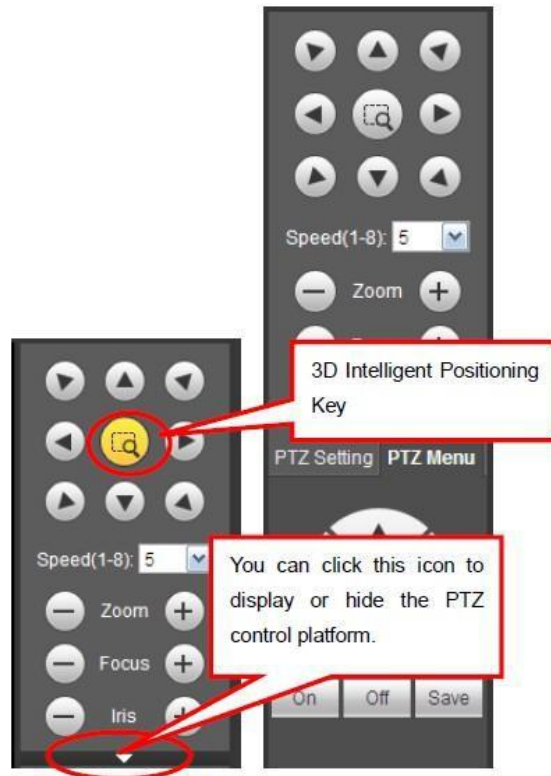 Speed(1-8): 5
Zoom
3D Intelligent Positioning
Key
PTZ Setting PTZ Menu
Speed(1-8): 5
Zoom
Focus
Iris
You can click this icon to
display or hide the PTZ
control platform.
On Off Save